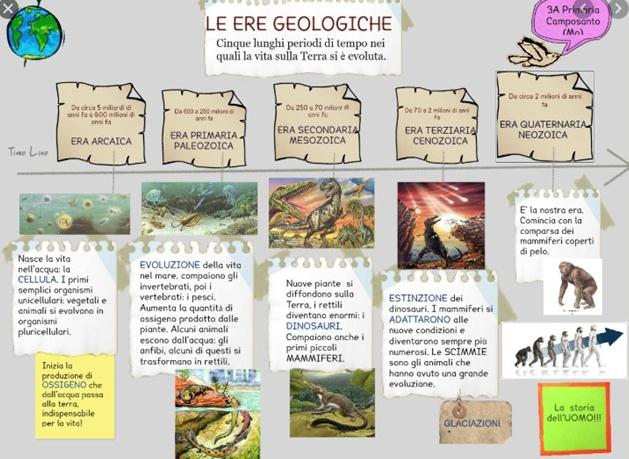 LE ERE GEOLOGICHE
Cinque lunghi periodi di tempo nei
quali la vita sulla Terra si è evoluta.
3A Primaria
Camposanto
(Mo)
Da circa 5 miliardi di
anni fa a 600 milioni di
anni fa
ERA ARCAICA
Da 600 a 250 milioni di
anni fa
ERA PRIMARIA
PALEOZOICA
Da 250 a 70 milioni di
anni fa
ERA SECONDARIA
MESOZOICA
Da 70 a 2 milioni di anni
fa
ERA TERZIARIA
CENOZOICA
Da circa 2 milioni di anni
fa
ERA QUATERNARIA
NEOZOICA
Time Line
Nasce la vita
nell'acqua: la
CELLULA. I primi
semplici organismi
unicellulari: vegetali e
animali si evolvono in
organismi
pluricellulari.
Inizia la
produzione di
OSSIGENO che
dall'acqua passa
alla terra,
indispensabile
per la vita!
EVOLUZIONE della vita
nel mare, compaiono gli
invertebrati, poi i
vertebrati: i pesci.
Aumenta la quantità di
ossigeno prodotto dalle
piante. Alcuni animali
escono dall'acqua: gli
anfibi, alcuni di questi si
trasformano in rettili.
Nuove piante si
diffondono sulla
Terra, i rettili
diventano enormi: i
DINOSAURI.
Compaiono anche i
primi piccoli
MAMMIFERI.
ESTINZIONE dei
dinosauri. I mammiferi si
ADATTARONO alle
nuove condizioni e
diventarono sempre più
numerosi. Le SCIMMIE
sono gli animali che
hanno avuto una grande
evoluzione.
GLACIAZIONI
E' la nostra era.
Comincia con la
comparsa dei
mammiferi coperti
di pelo.
La storia
dell'UOMO!!!